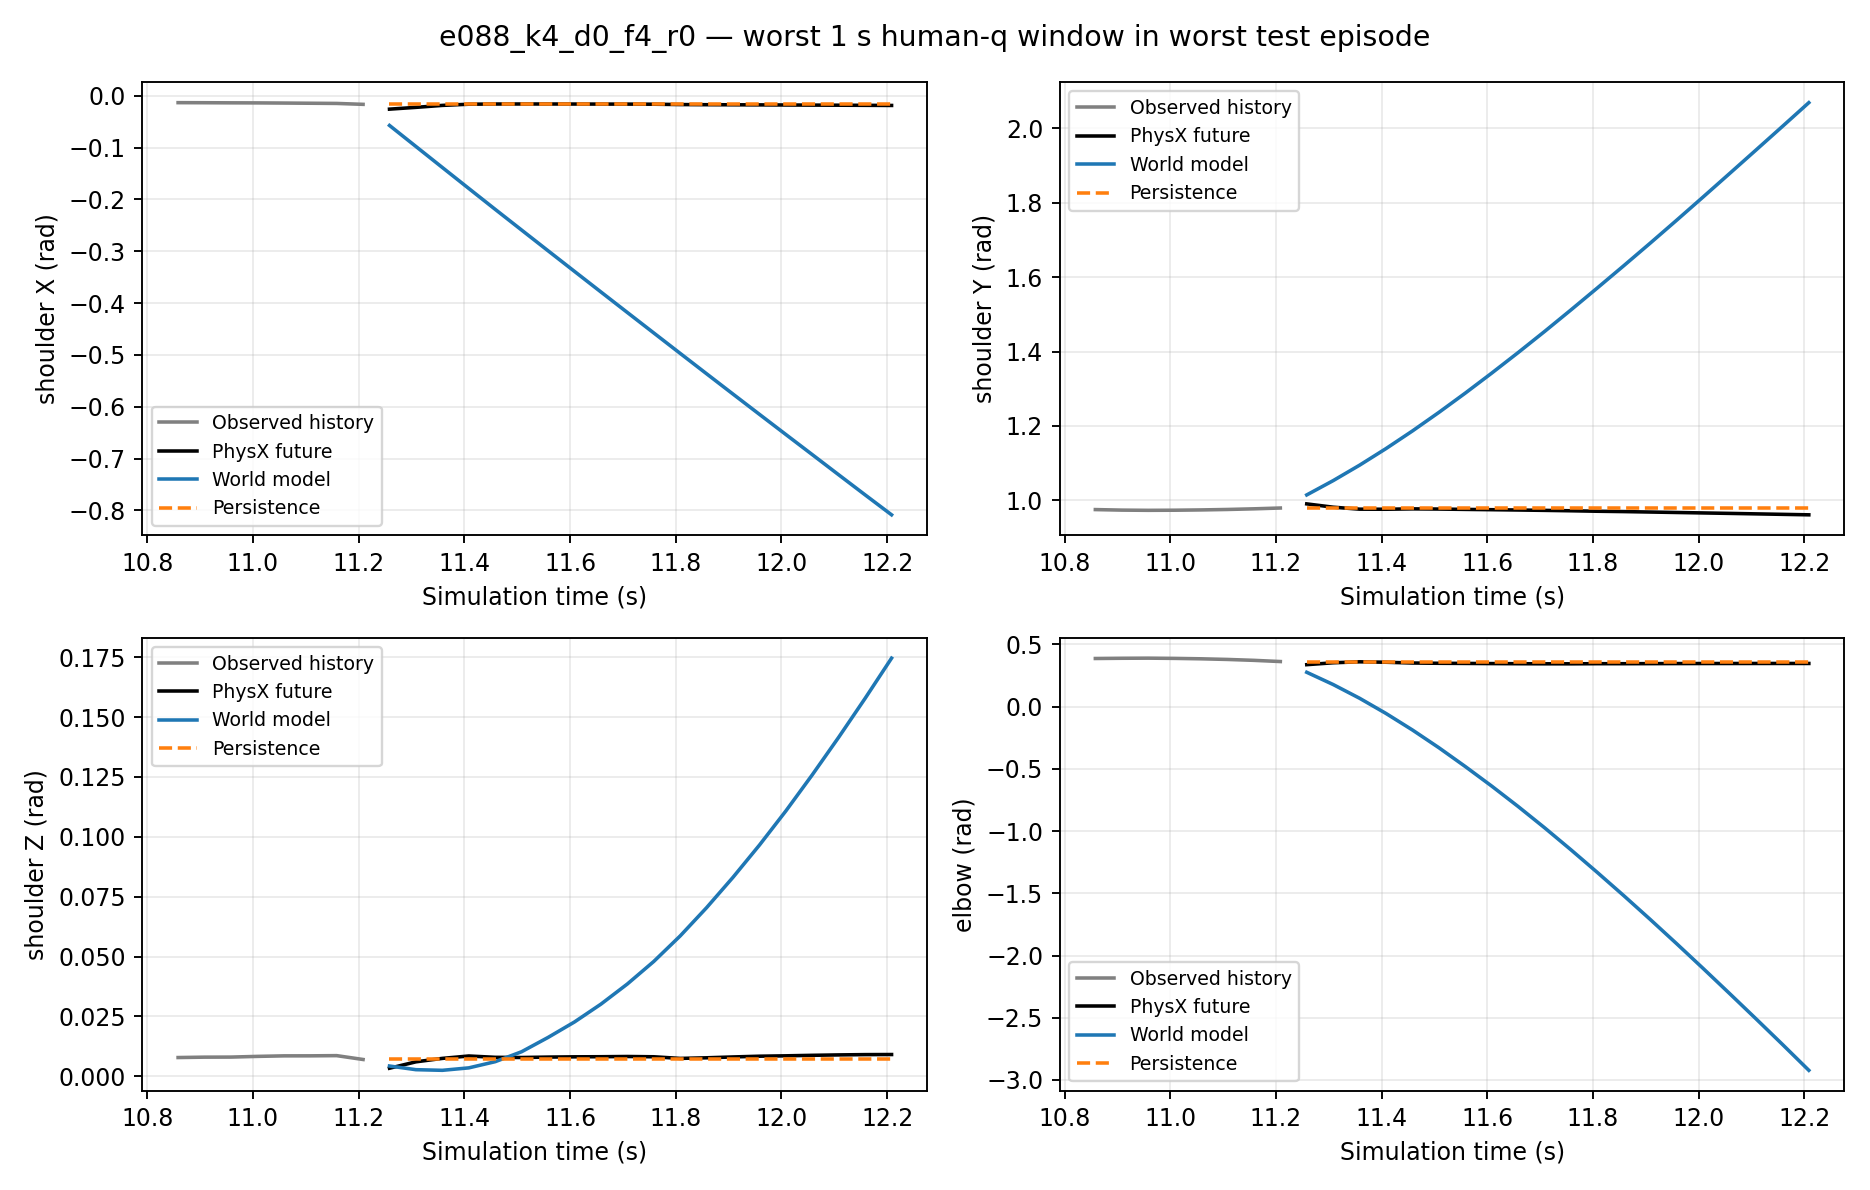 e088_k4_d0_f4_r0 — worst 1 s human-q window in worst test episode
shoulder X (rad)
0.0
−0.1
−0.2
−0.3
−0.4
−0.5
−0.6
−0.7
−0.8
Observed history
PhysX future
World model
Persistence
10.8 11.0 11.2 11.4 11.6 11.8 12.0 12.2
Simulation time (s)
shoulder Y (rad)
2.0
1.8
1.6
1.4
1.2
1.0
Observed history
PhysX future
World model
Persistence
10.8 11.0 11.2 11.4 11.6 11.8 12.0 12.2
Simulation time (s)
shoulder Z (rad)
0.175
0.150
0.125
0.100
0.075
0.050
0.025
0.000
Observed history
PhysX future
World model
Persistence
10.8 11.0 11.2 11.4 11.6 11.8 12.0 12.2
Simulation time (s)
elbow (rad)
0.5
0.0
−0.5
−1.0
−1.5
−2.0
−2.5
−3.0
Observed history
PhysX future
World model
Persistence
10.8 11.0 11.2 11.4 11.6 11.8 12.0 12.2
Simulation time (s)